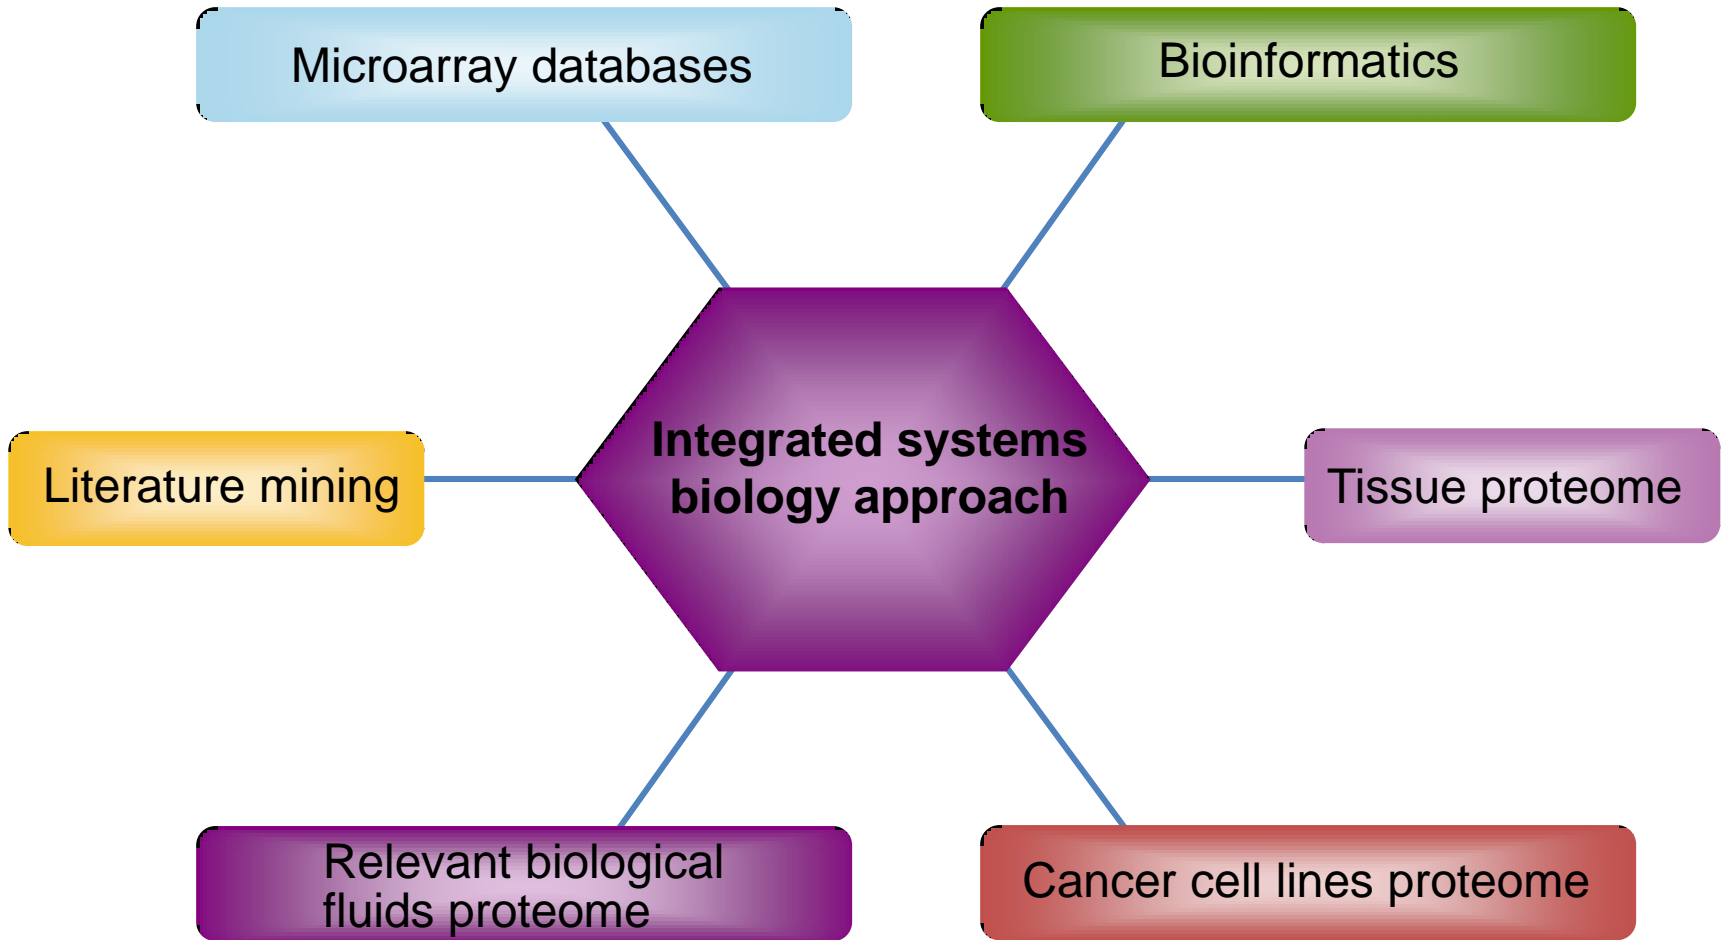 Microarray databases
Bioinformatics
Literature mining
Integrated systems
biology approach
Tissue proteome
Relevant biological
fluids proteome
Cancer cell lines proteome